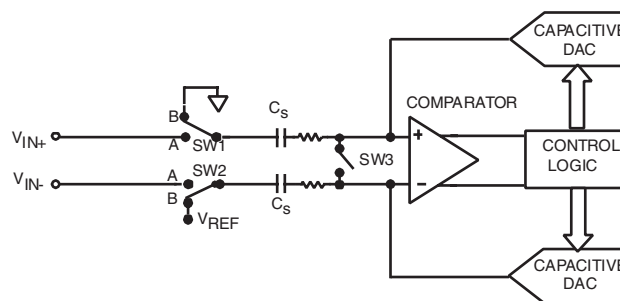 CAPACITIVE
DAC
B
COMPARATOR
C_S
V_IN+
A
SW1
+
SW3
CONTROL
LOGIC
V_IN-
A
SW2
B
C_S
−
V_REF
CAPACITIVE
DAC